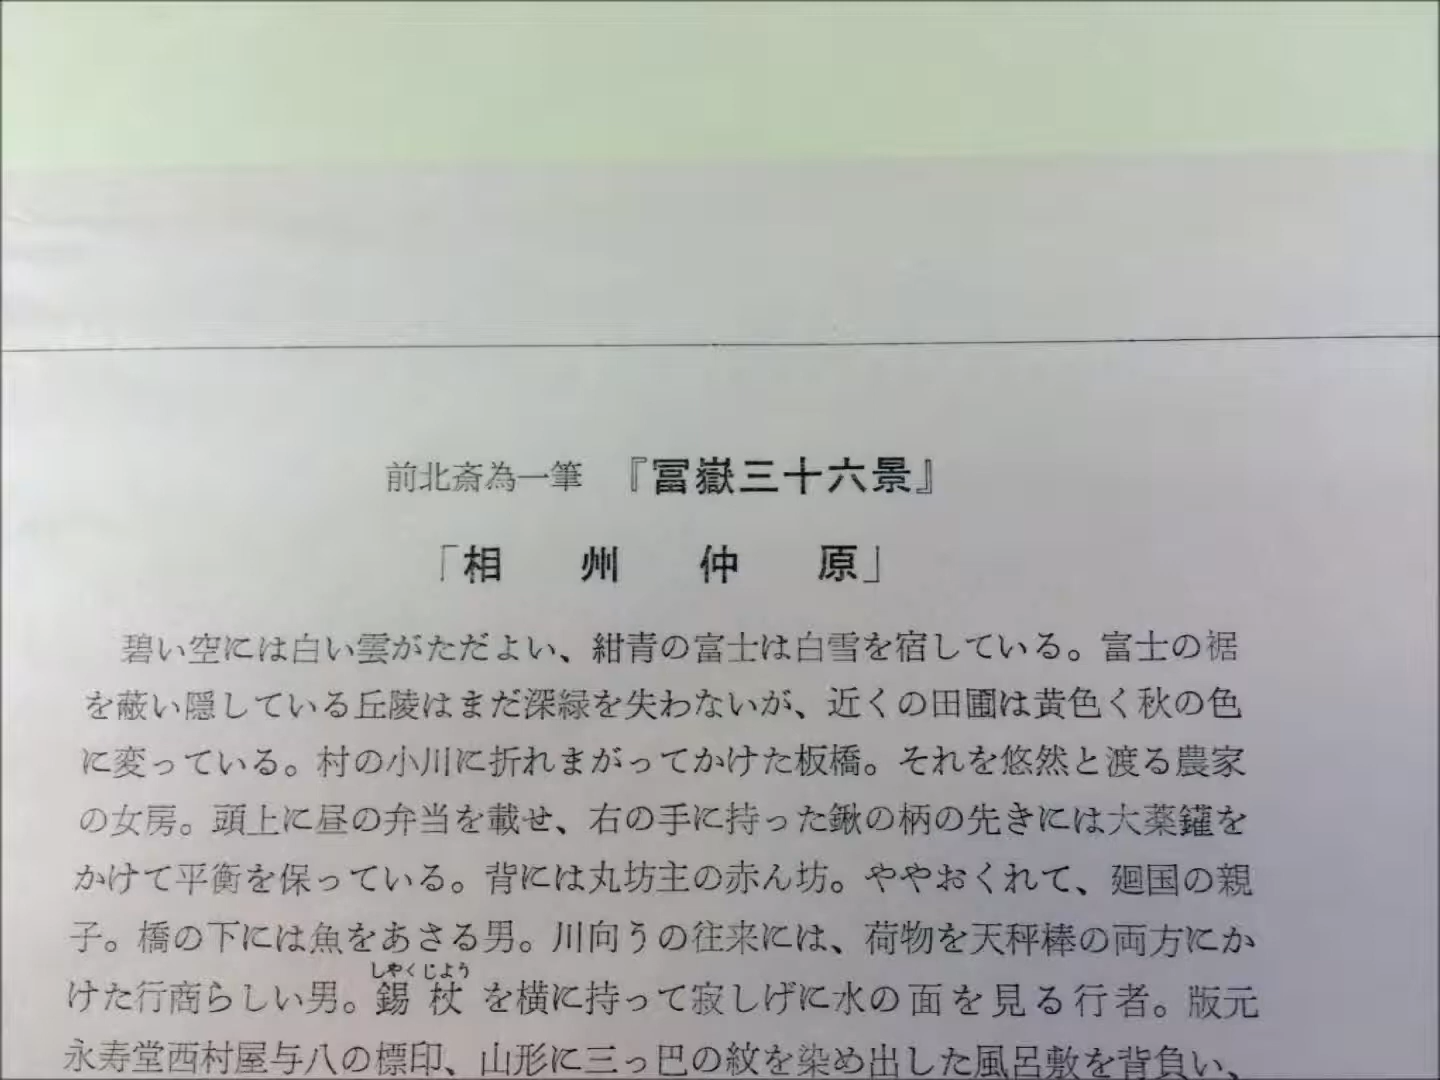 前北斎為一筆 『冨嶽三十六景』
「相 州 仲 原」
碧い空には白い雲がただよい、紺青の富士は白雪を宿している。富士の裾
を蔽い隠している丘陵はまだ深緑を失わないが、近くの田圃は黄色く秋の色
に変っている。村の小川に折れまがってかけた板橋。それを悠然と渡る農家
の女房。頭上に昼の弁当を載せ、右の手に持った鍬の柄の先きには大薬鑵を
かけて平衡を保っている。背には丸坊主の赤ん坊。ややおくれて、廻国の親
子。橋の下には魚をあさる男。川向うの往来には、荷物を天秤棒の両方にか
しやくじよう
けた行商らしい男。錫杖を横に持って寂しげに水の面を見る行者。版元
永寿堂西村屋与八の標印、山形に三っ巴の紋を染め出した風呂敷を背負い、